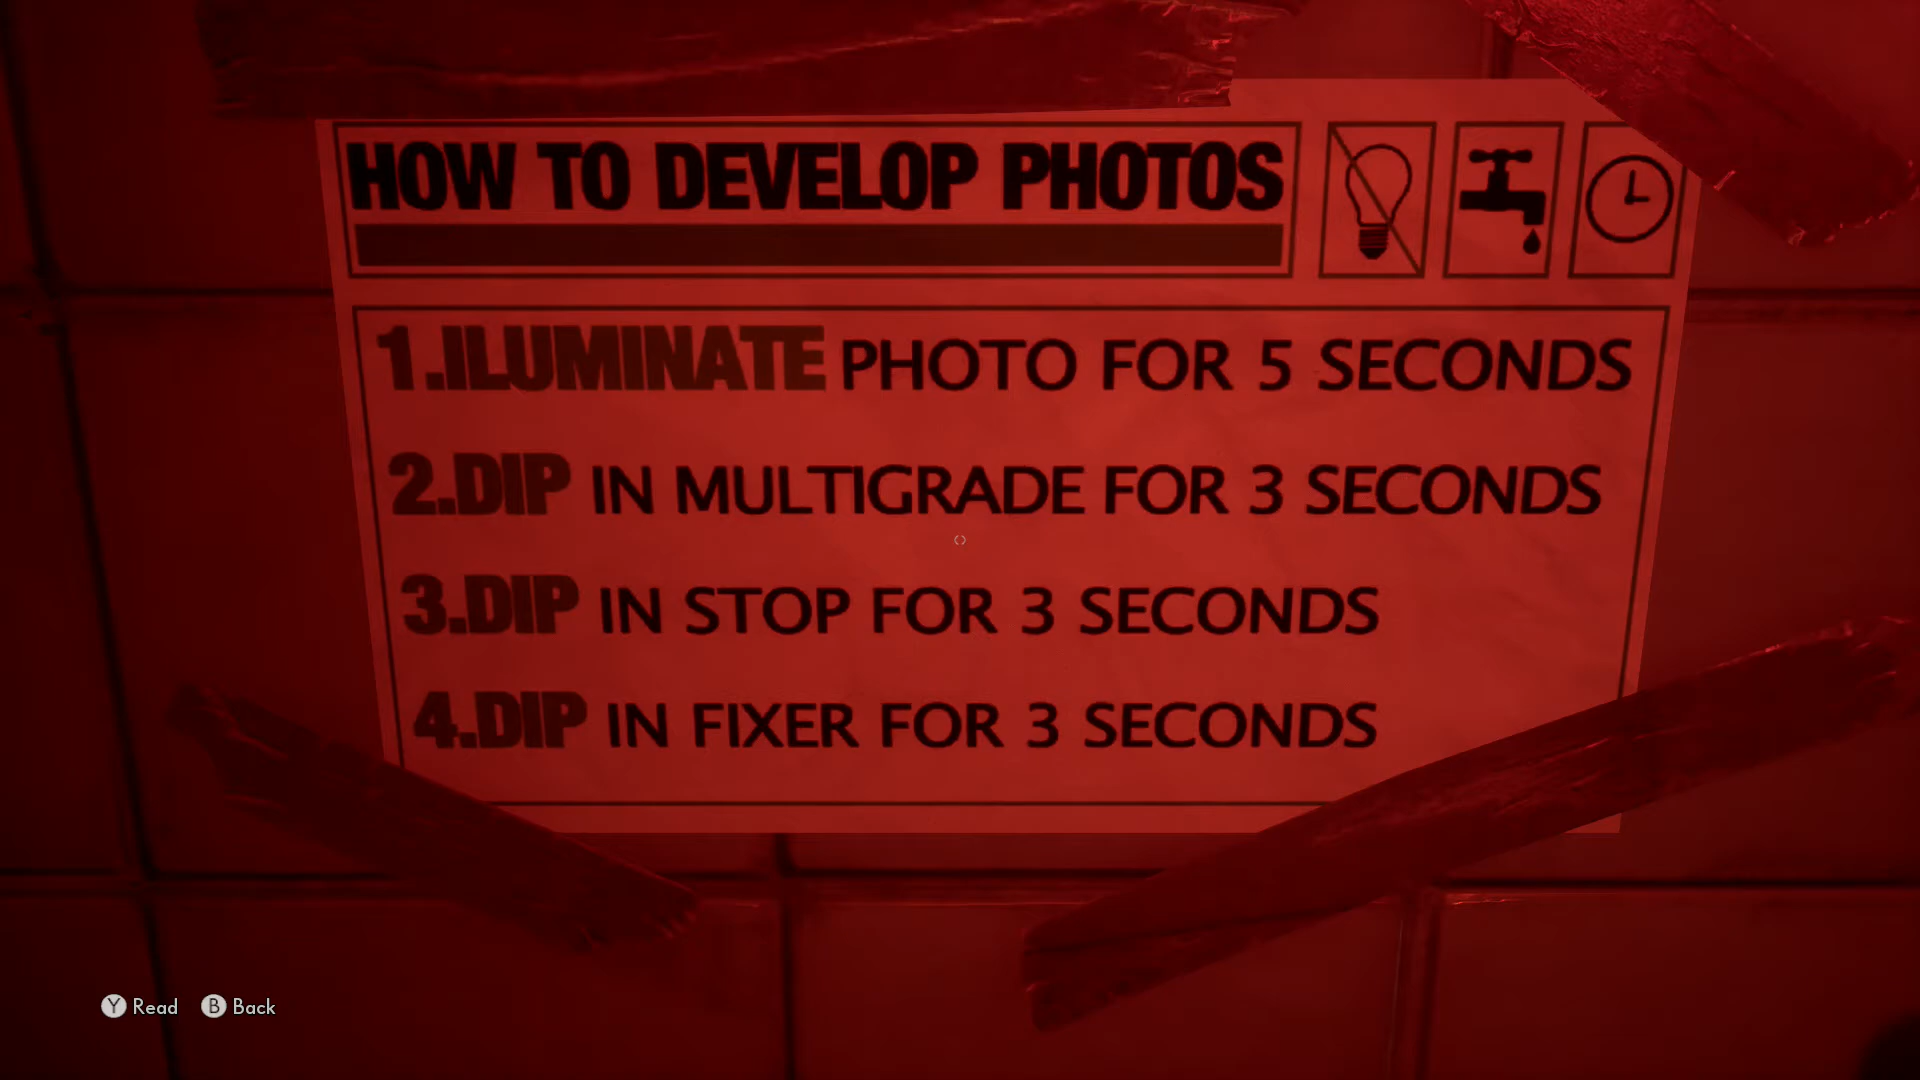 HOW TO DEVELOP PHOTOS
1.ILUMINATE PHOTO FOR 5 SECONDS
2.DIP IN MULTIGRADE FOR 3 SECONDS
3.DIP IN STOP FOR 3 SECONDS
4.DIP IN FIXER FOR 3 SECONDS
Y Read B Back